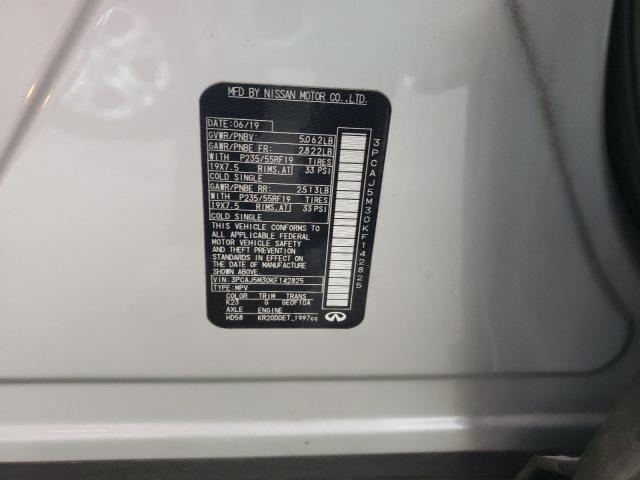 MFD BY NISSAN MOTOR CO.,LTD.
DATE: 06/19
GVWR/PNBV: 5,062LB
GAWR/PNBE FR: 2822LB
WITH P235/55RF19 TIRES
19X7.5 RIMS.AT 33 PSI
COLD SINGLE
GAWR/PNBE RR: 2513LB
WITH P235/55RF19 TIRES
19X7.5 RIMS.AT 33 PSI
COLD SINGLE
THIS VEHICLE CONFORMS TO
ALL APPLICABLE FEDERAL
MOTOR VEHICLE SAFETY
AND THEFT PREVENTION
STANDARDS IN EFFECT ON
THE DATE OF MANUFACTURE
SHOWN ABOVE.
VIN: 3PCAJ5M30KF142825
TYPE: MPV
COLOR TRIM TRANS
K23 G GE0F10A
AXLE ENGINE
HD58 KR20DDET_1997cc
3PCAJ5M30KF142825